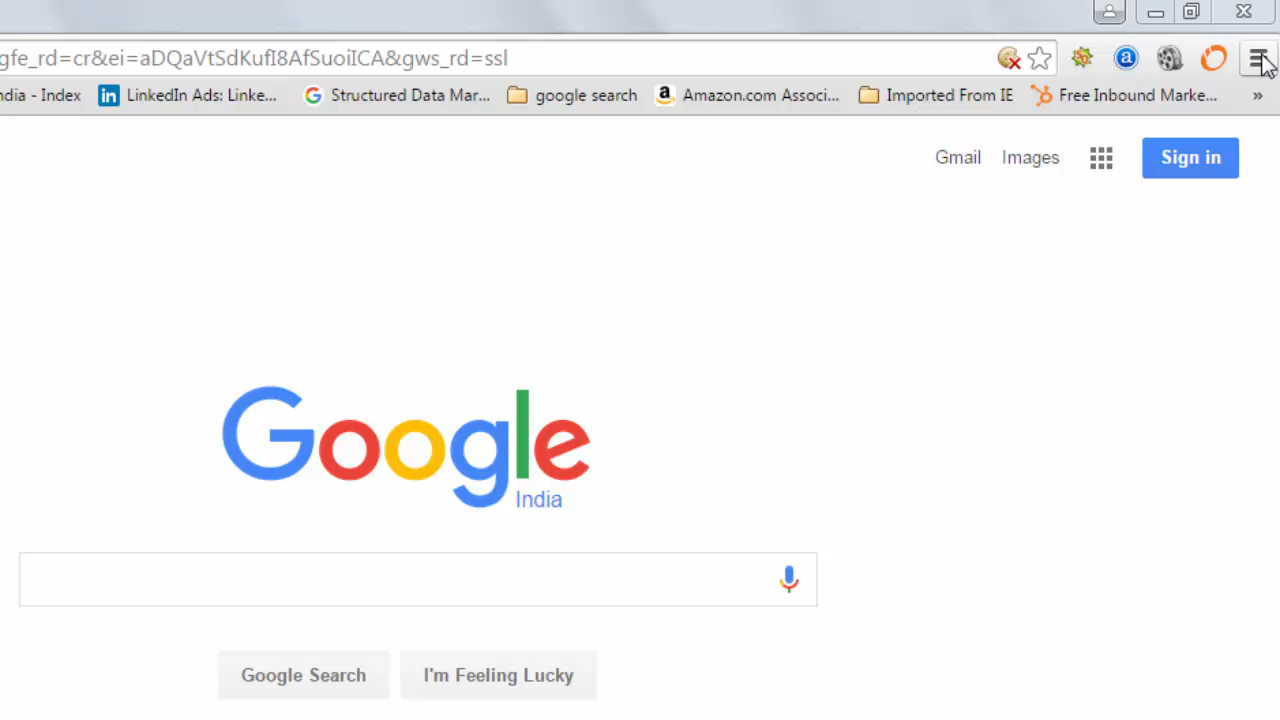 gfe_rd=cr&ei=aDQaVtSdKufI8AfSuoiICA&gws_rd=ssl
ndia - Index LinkedIn Ads: Linke... Structured Data Mar... google search Amazon.com Associ... Imported From IE Free Inbound Marke... »
Gmail Images Sign in
Google
India
Google Search I'm Feeling Lucky